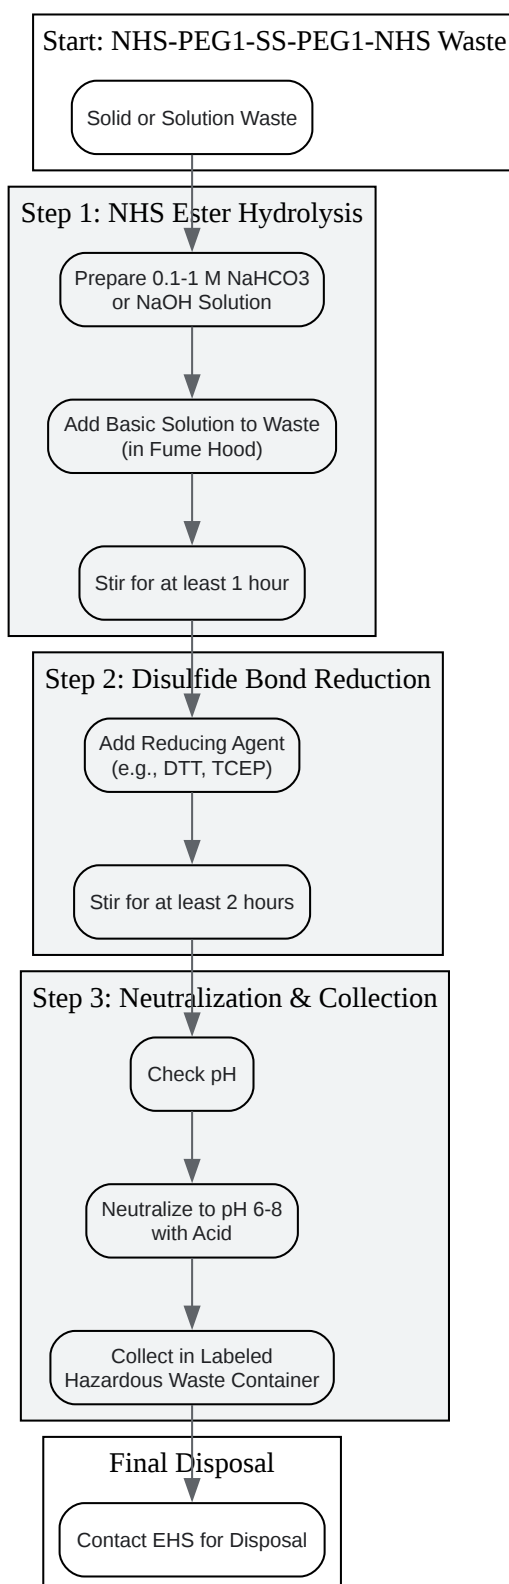 Start: NHS-PEG1-SS-PEG1-NHS Waste
Solid or Solution Waste
Step 1: NHS Ester Hydrolysis
Prepare 0.1-1 M NaHCO3
or NaOH Solution
Add Basic Solution to Waste
(in Fume Hood)
Stir for at least 1 hour
Step 2: Disulfide Bond Reduction
Add Reducing Agent
(e.g., DTT, TCEP)
Stir for at least 2 hours
Step 3: Neutralization & Collection
Check pH
Neutralize to pH 6-8
with Acid
Collect in Labeled
Hazardous Waste Container
Final Disposal
Contact EHS for Disposal